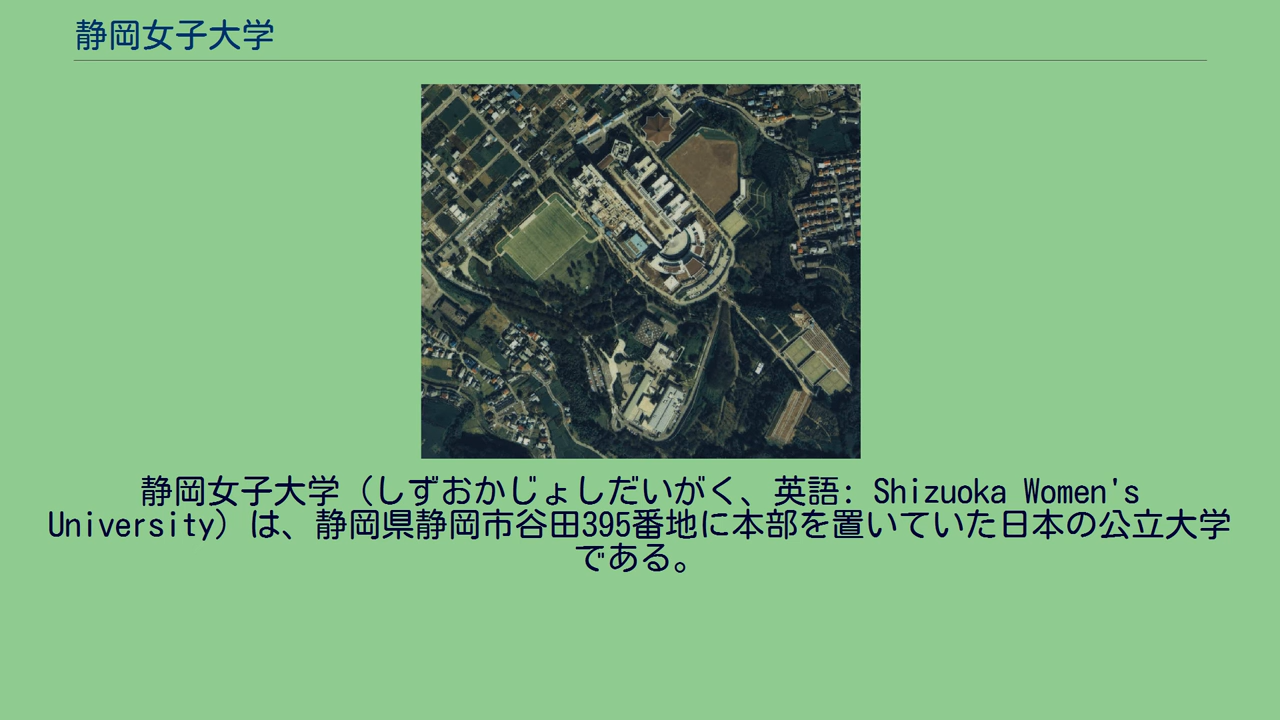 静岡女子大学
静岡女子大学（しずおかじょしだいがく、英語: Shizuoka Women's
University）は、静岡県静岡市谷田395番地に本部を置いていた日本の公立大学
である。